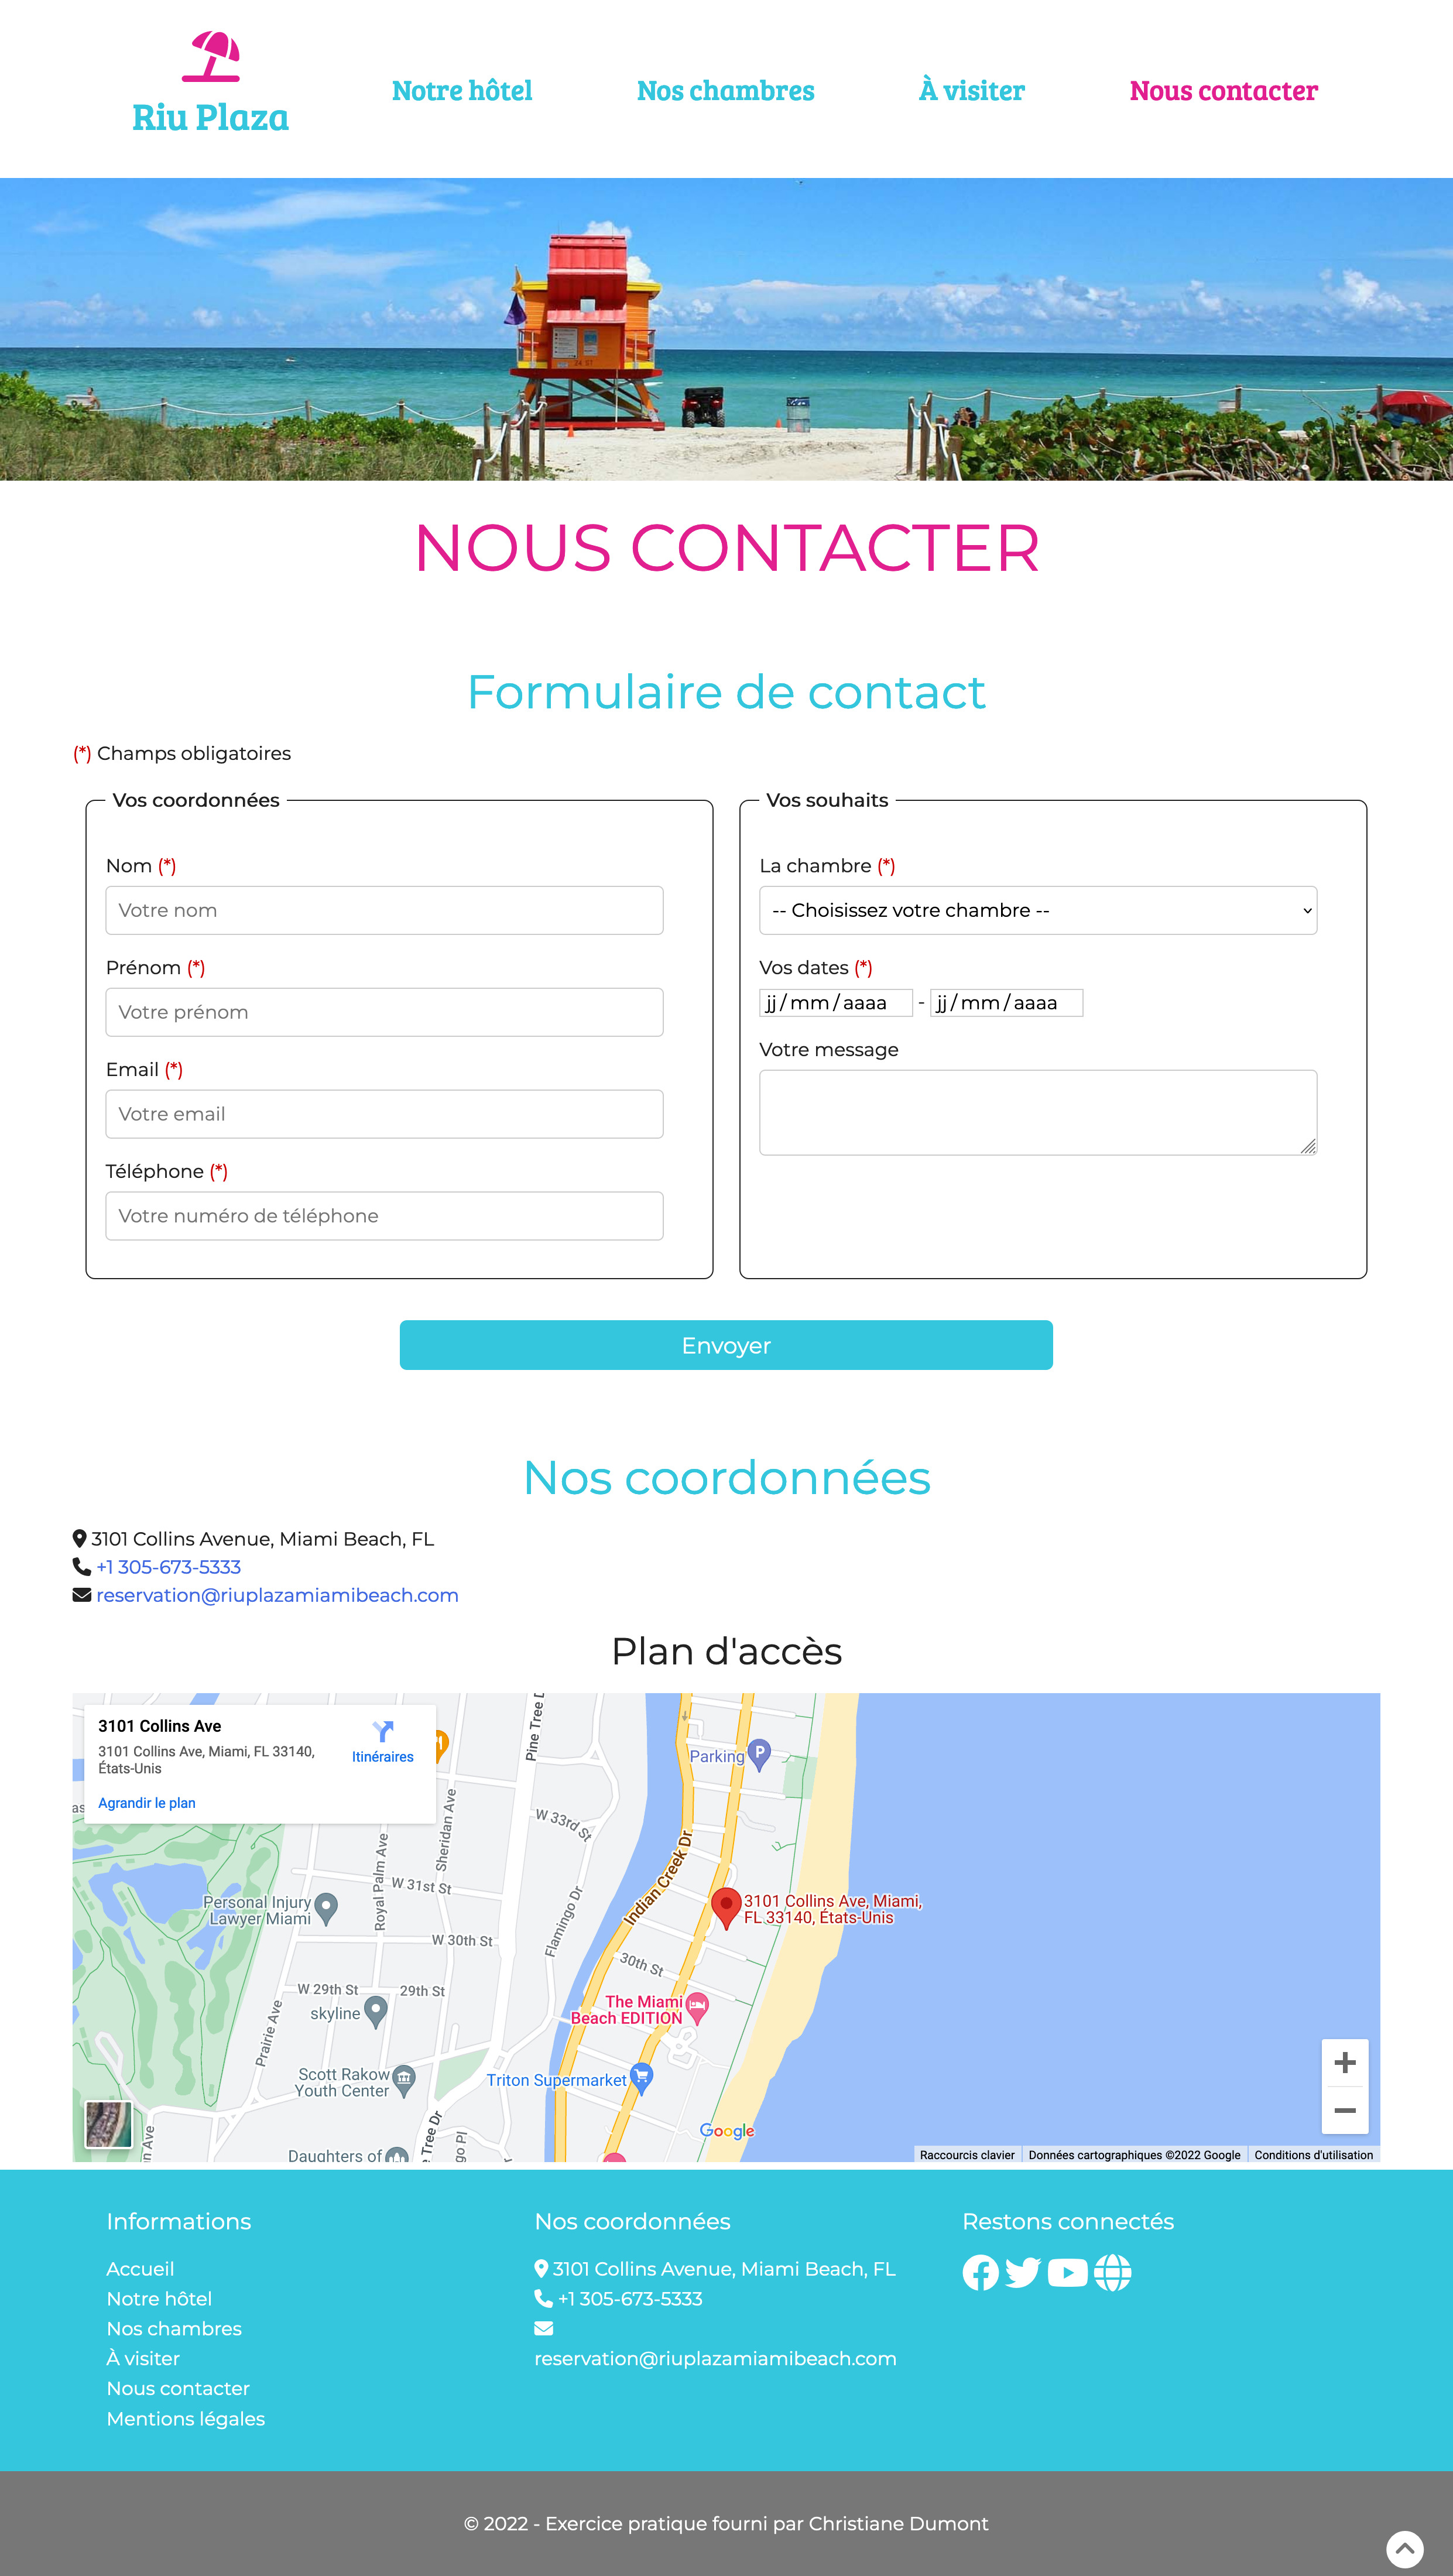 Riu Plaza
Notre hôtel
Nos chambres
À visiter
Nous contacter
NOUS CONTACTER
Formulaire de contact
(*) Champs obligatoires
Vos coordonnées
Nom (*)
Votre nom
Prénom (*)
Votre prénom
Email (*)
Votre email
Téléphone (*)
Votre numéro de téléphone
Vos souhaits
La chambre (*)
-- Choisissez votre chambre --
Vos dates (*)
jj/mm/aaaa - jj/mm/aaaa
Votre message
Envoyer
Nos coordonnées
3101 Collins Avenue, Miami Beach, FL
+1 305-673-5333
reservation@riuplazamiamibeach.com
Plan d'accès
3101 Collins Ave
3101 Collins Ave, Miami, FL 33140,
États-Unis
Itinéraires
Agrandir le plan
Pine Tree D
Parking
P
Sheridan Ave
W 33rd St
Royal Palm Ave
W 31st St
Indian Creek Dr
Personal Injury
Lawyer Miami
Flamingo Dr
3101 Collins Ave, Miami,
FL 33140, États-Unis
W 30th St
30th St
W 29th St
29th St
skyline
The Miami
Beach EDITION
Prairie Ave
Scott Rakow
Youth Center
Triton Supermarket
Tree Dr
go Pl
n Ave
Daughters of
Google
Raccourcis clavier
Données cartographiques ©2022 Google
Conditions d'utilisation
Informations
Accueil
Notre hôtel
Nos chambres
À visiter
Nous contacter
Mentions légales
Nos coordonnées
3101 Collins Avenue, Miami Beach, FL
+1 305-673-5333
reservation@riuplazamiamibeach.com
Restons connectés
© 2022 - Exercice pratique fourni par Christiane Dumont